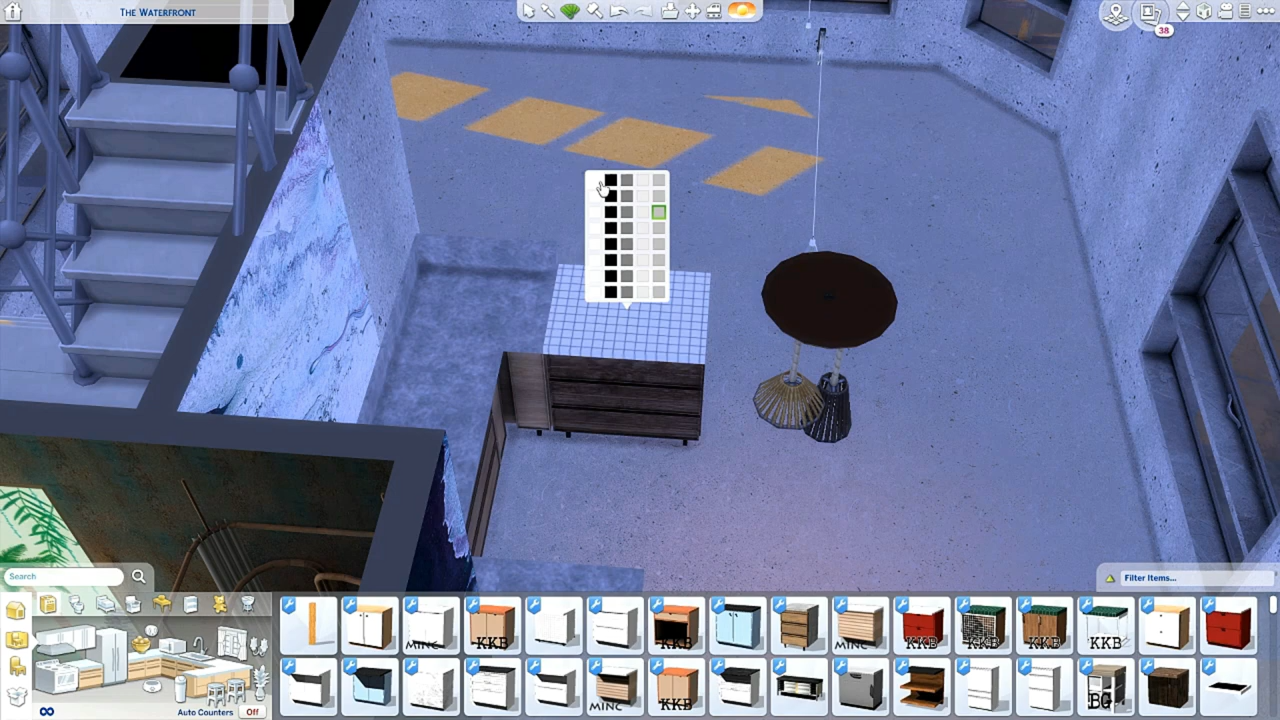 THE WATERFRONT
38
Search
Filter Items...
MINC
KKB
KKB
MINC
KKB
KKB
KKB
KKB
MINC
KKB
BG
Auto Counters
Off